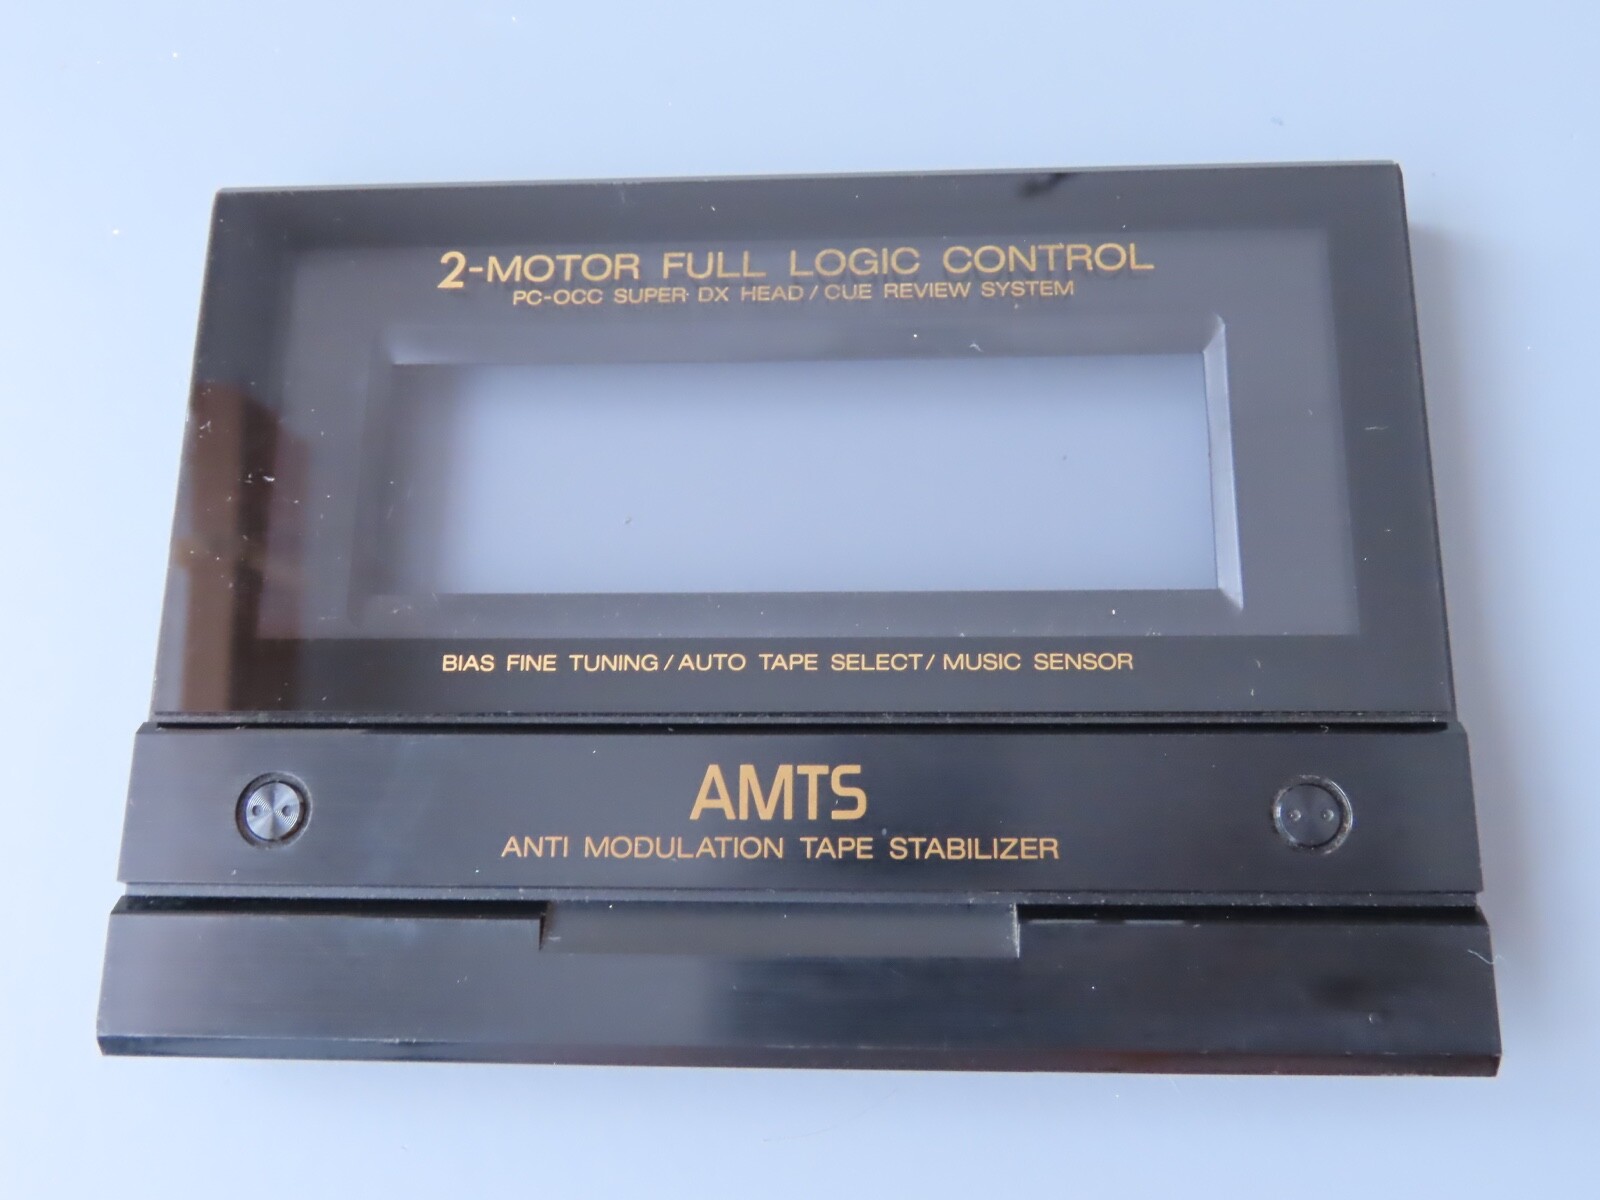 2-MOTOR FULL LOGIC CONTROL
PC-OCC SUPER DX HEAD / CUE REVIEW SYSTEM
BIAS FINE TUNING / AUTO TAPE SELECT / MUSIC SENSOR
AMTS
ANTI MODULATION TAPE STABILIZER